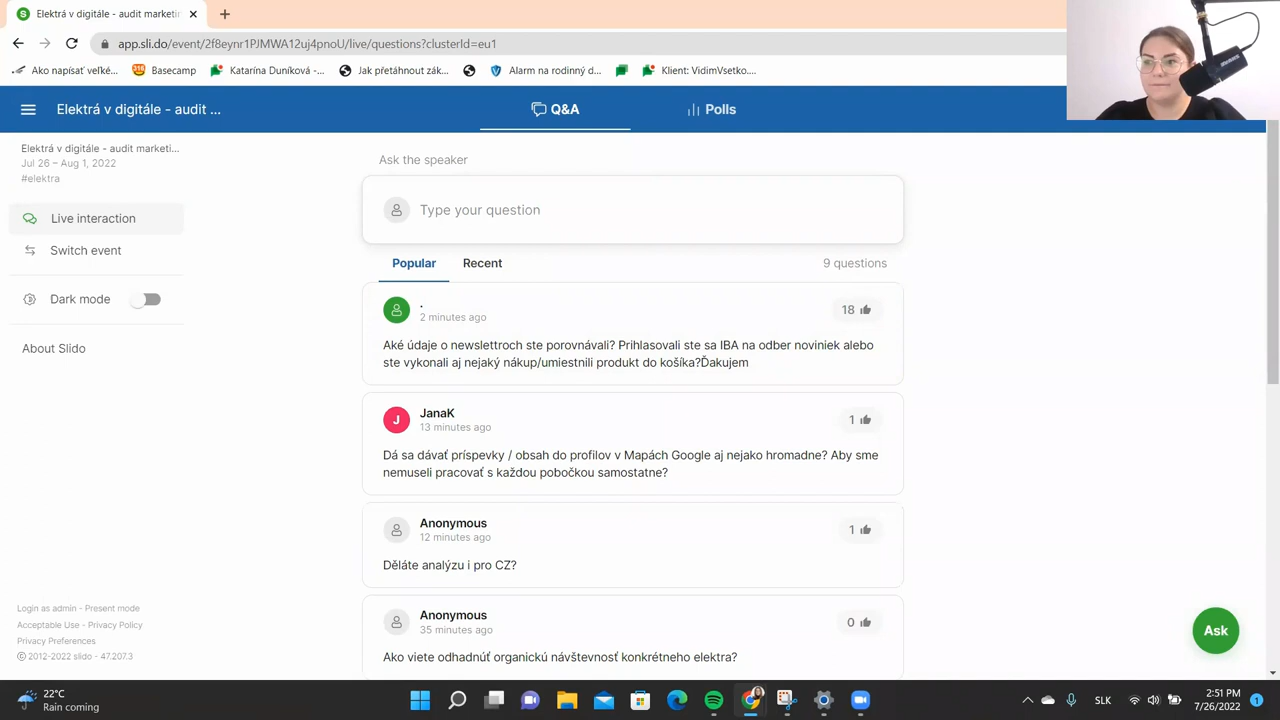 Elektrá v digitále - audit marketin
app.sli.do/event/2f8eynr1PJMWA12uj4pnoU/live/questions?clusterId=eu1
Ako napísať veľké...
Basecamp
Katarína Duníková -...
Jak přetáhnout zák...
Alarm na rodinný d...
Klient: VidimVsetko...
Elektrá v digitále - audit ...
Q&A
Polls
Elektrá v digitále - audit marketi...
Jul 26 – Aug 1, 2022
#elektra
Live interaction
Switch event
Dark mode
About Slido
Ask the speaker
Type your question
Popular
Recent
9 questions
.
2 minutes ago
18
Aké údaje o newslettroch ste porovnávali? Prihlasovali ste sa IBA na odber noviniek alebo
ste vykonali aj nejaký nákup/umiestnili produkt do košíka?Ďakujem
JanaK
13 minutes ago
1
Dá sa dávať príspevky / obsah do profilov v Mapách Google aj nejako hromadne? Aby sme
nemuseli pracovať s každou pobočkou samostatne?
Anonymous
12 minutes ago
1
Děláte analýzu i pro CZ?
Anonymous
35 minutes ago
0
Ako viete odhadnúť organickú návštevnosť konkrétneho elektra?
Login as admin - Present mode
Acceptable Use - Privacy Policy
Privacy Preferences
© 2012-2022 slido - 47.207.3
Ask
22°C
Rain coming
SLK
2:51 PM
7/26/2022
1